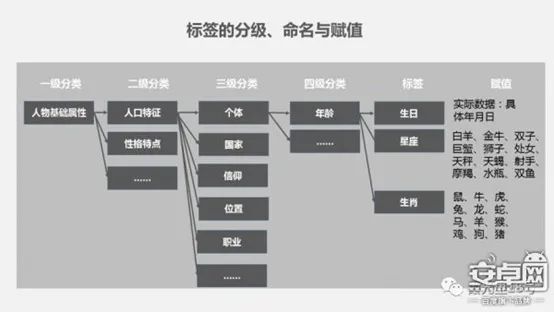 标签的分级、命名与赋值
一级分类 二级分类 三级分类 四级分类 标签 赋值
人物基础属性
人口特征
性格特点
......
个体
国家
信仰
位置
职业
......
年龄
......
生日
星座
生肖
实际数据：具
体年月日
白羊、金牛、双子、
巨蟹、狮子、处女、
天秤、天蝎、射手、
摩羯、水瓶、双鱼
鼠、牛、虎、
兔、龙、蛇、
马、羊、猴、
鸡、狗、猪
安卓网